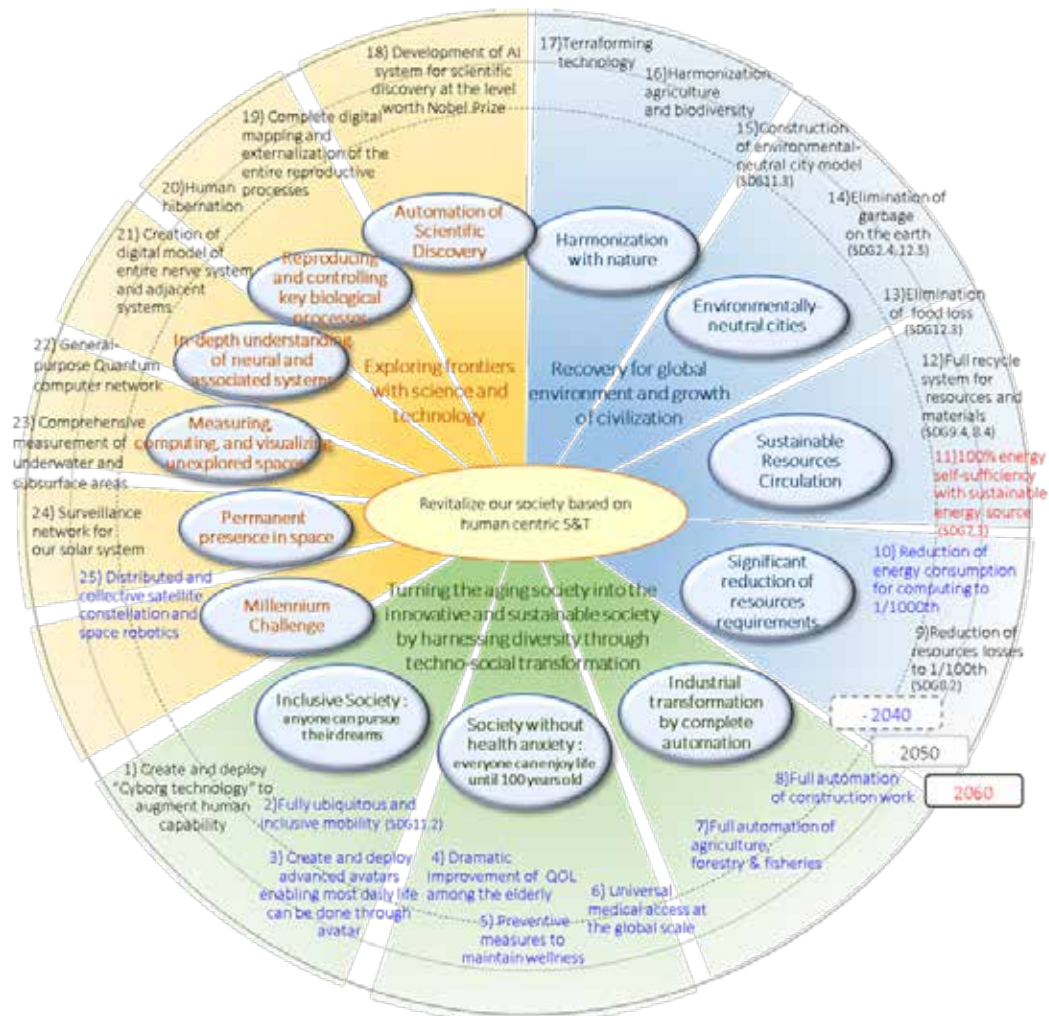 Revitalize our society based on
human centric S&T
Exploring frontiers
with science and
technology
Recovery for global
environment and growth
of civilization
Turning the aging society into the
innovative and sustainable society
by harnessing diversity through
techno-social transformation
Automation of
Scientific
Discovery
Reproducing
and controlling
key biological
processes
In-depth understanding
of neural and
associated systems
Measuring,
computing, and visualizing
unexplored spaces
Permanent
presence in space
Millennium
Challenge
Harmonization
with nature
Environmentally-
neutral cities
Sustainable
Resources
Circulation
Significant
reduction of
resources
requirements
Industrial
transformation
by complete
automation
Society without
health anxiety :
everyone can enjoy life
until 100 years old
Inclusive Society :
anyone can pursue
their dreams
1) Create and deploy
"Cyborg technology" to
augment human
capability
2)Fully ubiquitous and
inclusive mobility (SDG11.2)
3) Create and deploy
advanced avatars
enabling most daily life
can be done through
avatar
4) Dramatic
improvement of QOL
among the elderly
5) Preventive
measures to
maintain wellness
6) Universal
medical access at
the global scale
7)Full automation of
agriculture,
forestry & fisheries
8)Full automation
of construction work
9)Reduction of
resources losses
to 1/100th
(SDG8.2)
10) Reduction of
energy consumption
for computing to
1/1000th
11)100% energy
self-sufficiency
with sustainable
energy source
(SDG7.3)
12)Full recycle
system for
resources and
materials
(SDG9.4, 8.4)
13)Elimination
of food loss
(SDG12.3)
14)Elimination of
garbage
on the earth
(SDG2.4,12.5)
15)Construction
of environmental-
neutral city model
(SDG11.3)
16)Harmonization
agriculture
and biodiversity
17)Terraforming
technology
18) Development of AI
system for scientific
discovery at the level
worth Nobel Prize
19) Complete digital
mapping and
externalization of the
entire reproductive
processes
20)Human
hibernation
21) Creation of
digital model of
entire nerve system
and adjacent
systems
22) General-
purpose Quantum
computer network
23) Comprehensive
measurement of
underwater and
subsurface areas
24) Surveillance
network for
our solar system
25) Distributed and
collective satellite
constellation and
space robotics
- 2040
2050
2060